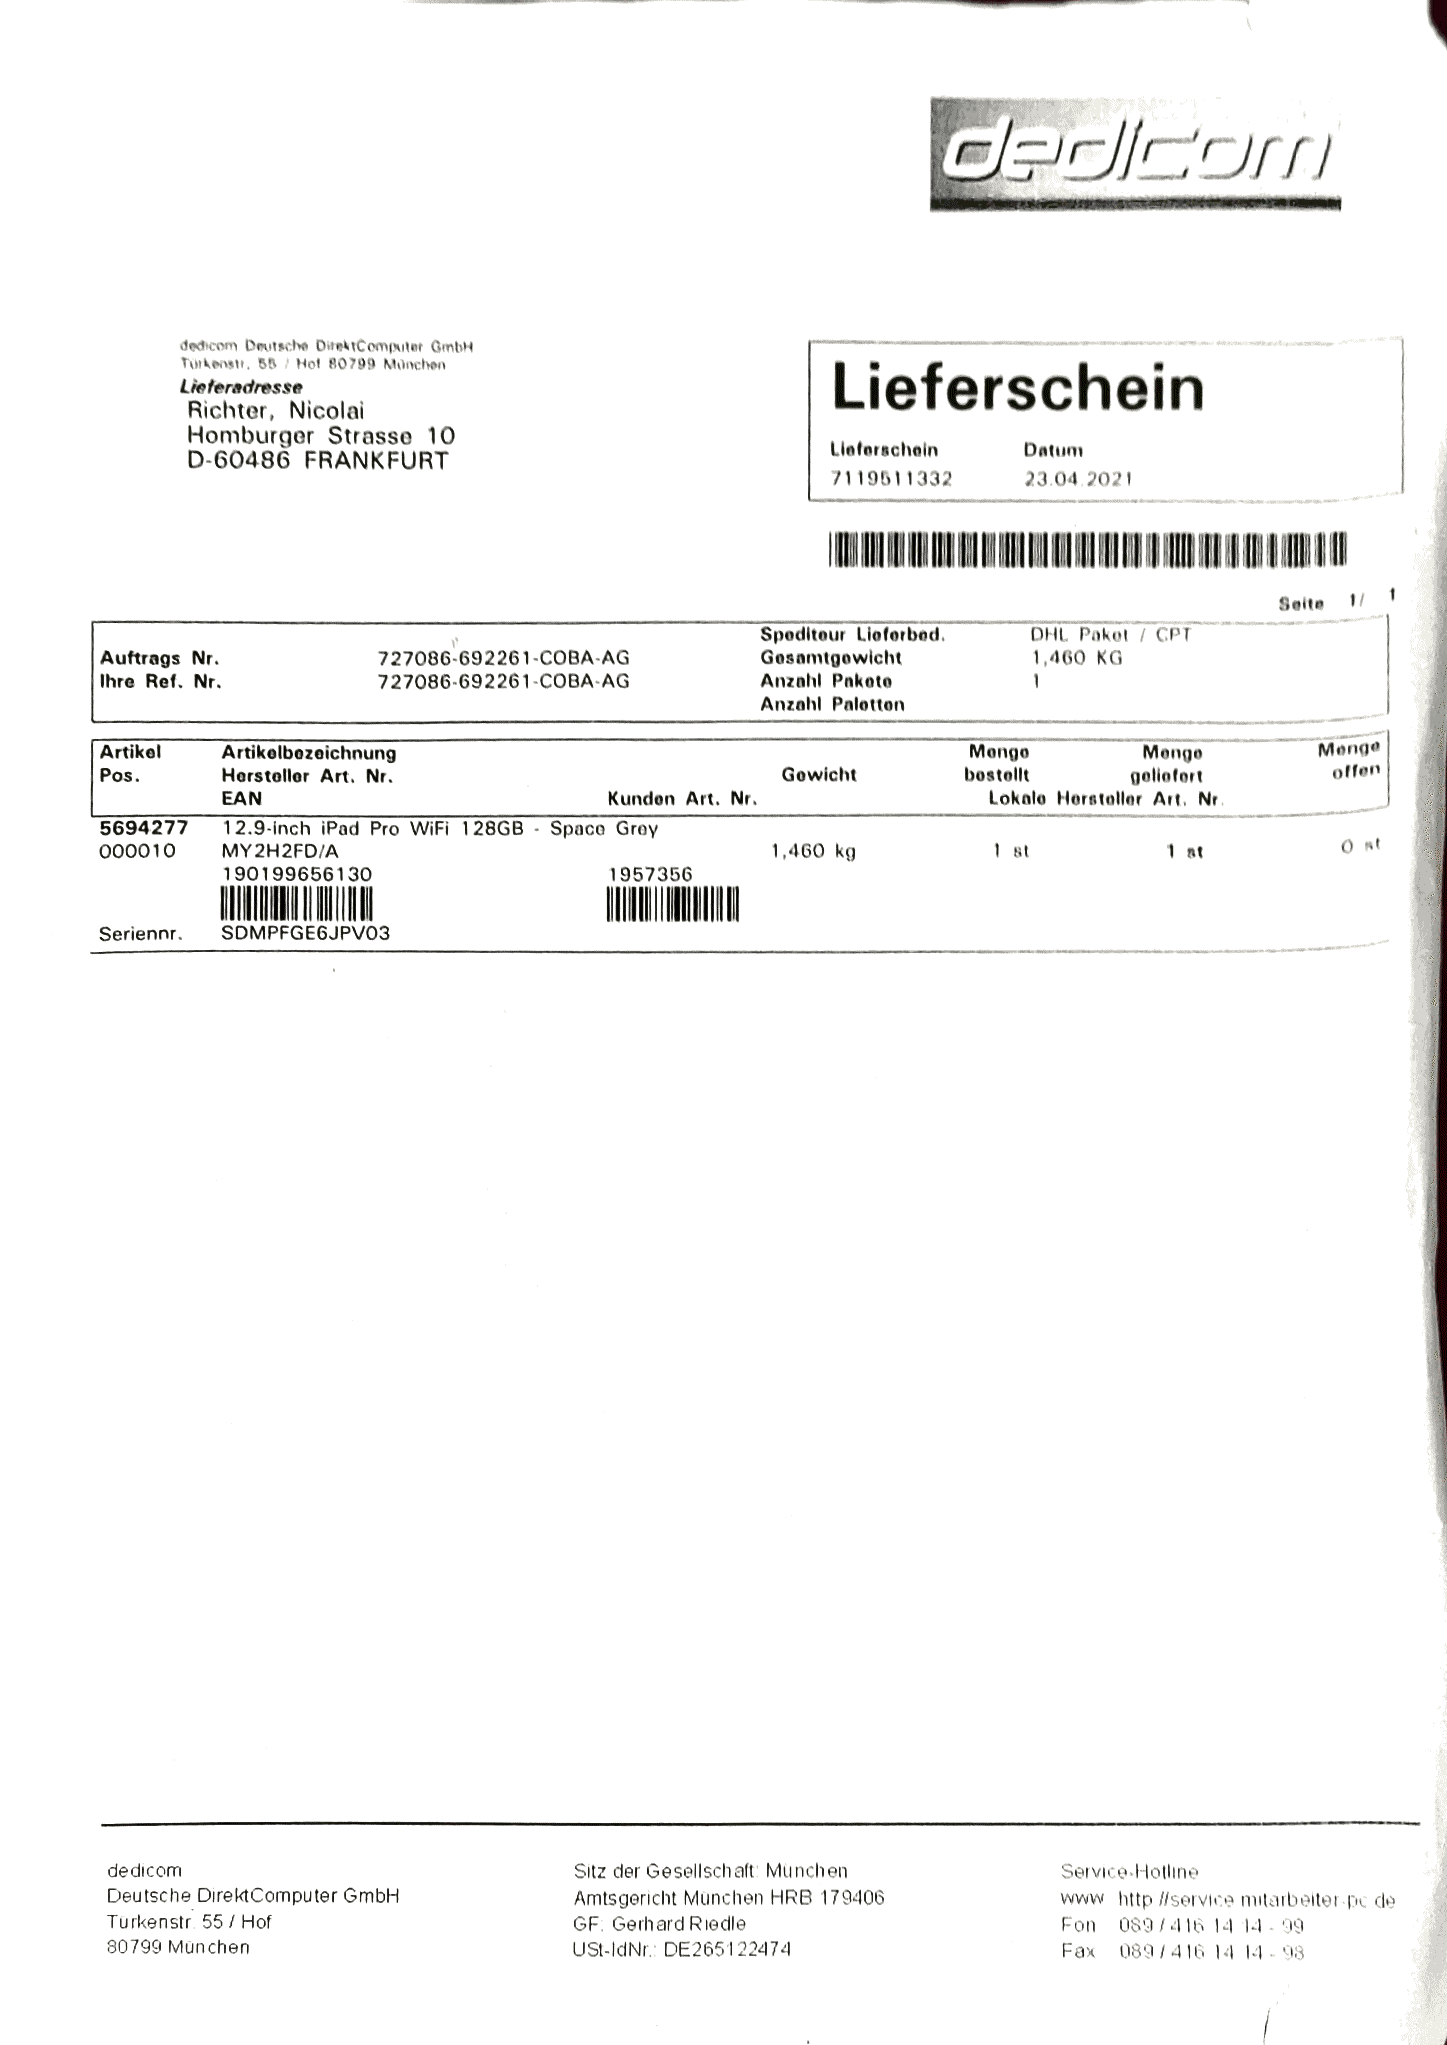 dedicom
dedicom Deutsche DirektComputer GmbH
Türkenstr. 55 / Hof 80799 München
Lieferadresse
Richter, Nicolai
Homburger Strasse 10
D-60486 FRANKFURT
Lieferschein
Lieferschein Datum
7119511332 23.04.2021
Seite 1/ 1
Spediteur Lieferbed. DHL Paket / CPT
Auftrags Nr. 727086-692261-COBA-AG Gesamtgewicht 1,460 KG
Ihre Ref. Nr. 727086-692261-COBA-AG Anzahl Pakete 1
Anzahl Paletten
Artikel Artikelbezeichnung Menge Menge Menge
Pos. Hersteller Art. Nr. Gewicht bestellt geliefert offen
EAN Kunden Art. Nr. Lokale Hersteller Art. Nr.
5694277 12.9-inch iPad Pro WiFi 128GB - Space Grey
000010 MY2H2FD/A 1,460 kg 1 st 1 st 0 st
190199656130 1957356
Seriennr. SDMPFGE6JPV03
dedicom Sitz der Gesellschaft: München Service-Hotline
Deutsche DirektComputer GmbH Amtsgericht München HRB 179406 www http://service.mitarbeiter-pc.de
Türkenstr. 55 / Hof GF: Gerhard Riedle Fon 089 / 416 14 14 - 99
80799 München USt-IdNr.: DE265122474 Fax 089 / 416 14 14 - 98